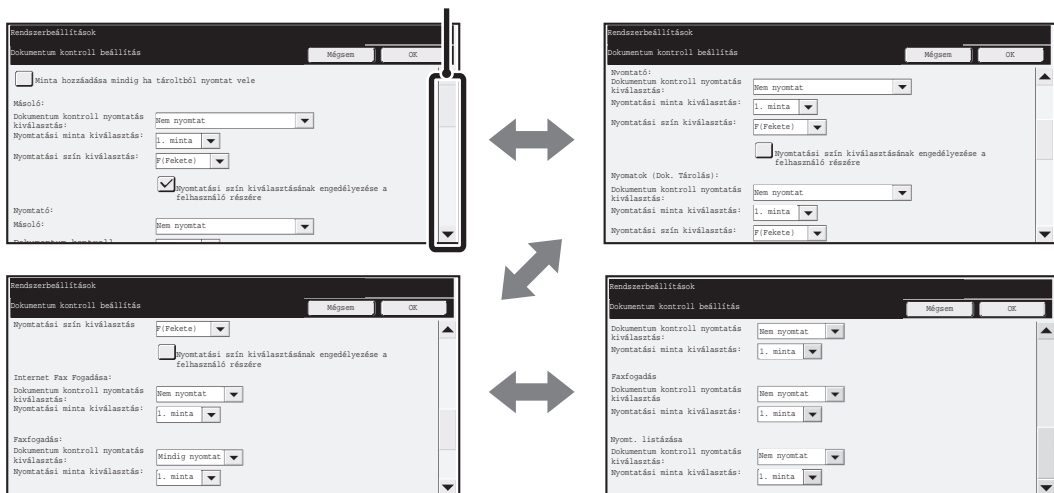 Rendszerbeállítások
Dokumentum kontroll beállítás
Mégsem
OK
Minta hozzáadása mindig ha tároltból nyomtat vele
Másoló:
Dokumentum kontroll nyomtatás
kiválasztás:
Nem nyomtat
Nyomtatási minta kiválasztás:
1. minta
Nyomtatási szín kiválasztás:
F(Fekete)
Nyomtatási szín kiválasztásának engedélyezése a
felhasználó részére
Nyomtató:
Másoló:
Nem nyomtat
Dokumentum kontroll
Rendszerbeállítások
Dokumentum kontroll beállítás
Mégsem
OK
Nyomtató:
Dokumentum kontroll nyomtatás
kiválasztás:
Nem nyomtat
Nyomtatási minta kiválasztás:
1. minta
Nyomtatási szín kiválasztás:
F(Fekete)
Nyomtatási szín kiválasztásának engedélyezése a
felhasználó részére
Nyomatok (Dok. Tárolás):
Dokumentum kontroll nyomtatás
kiválasztás:
Nem nyomtat
Nyomtatási minta kiválasztás:
1. minta
Nyomtatási szín kiválasztás:
F(Fekete)
Rendszerbeállítások
Dokumentum kontroll beállítás
Mégsem
OK
Nyomtatási szín kiválasztás
F(Fekete)
Nyomtatási szín kiválasztásának engedélyezése a
felhasználó részére
Internet Fax Fogadása:
Dokumentum kontroll nyomtatás
kiválasztás:
Nem nyomtat
Nyomtatási minta kiválasztás:
1. minta
Faxfogadás:
Dokumentum kontroll nyomtatás
kiválasztás:
Mindig nyomtat
Nyomtatási minta kiválasztás:
1. minta
Rendszerbeállítások
Dokumentum kontroll beállítás
Mégsem
OK
Dokumentum kontroll nyomtatás
kiválasztás:
Nem nyomtat
Nyomtatási minta kiválasztás:
1. minta
Faxfogadás
Dokumentum kontroll nyomtatás
kiválasztás
Nem nyomtat
Nyomtatási minta kiválasztás:
1. minta
Nyomt. listázása
Dokumentum kontroll nyomtatás
kiválasztás:
Nem nyomtat
Nyomtatási minta kiválasztás:
1. minta